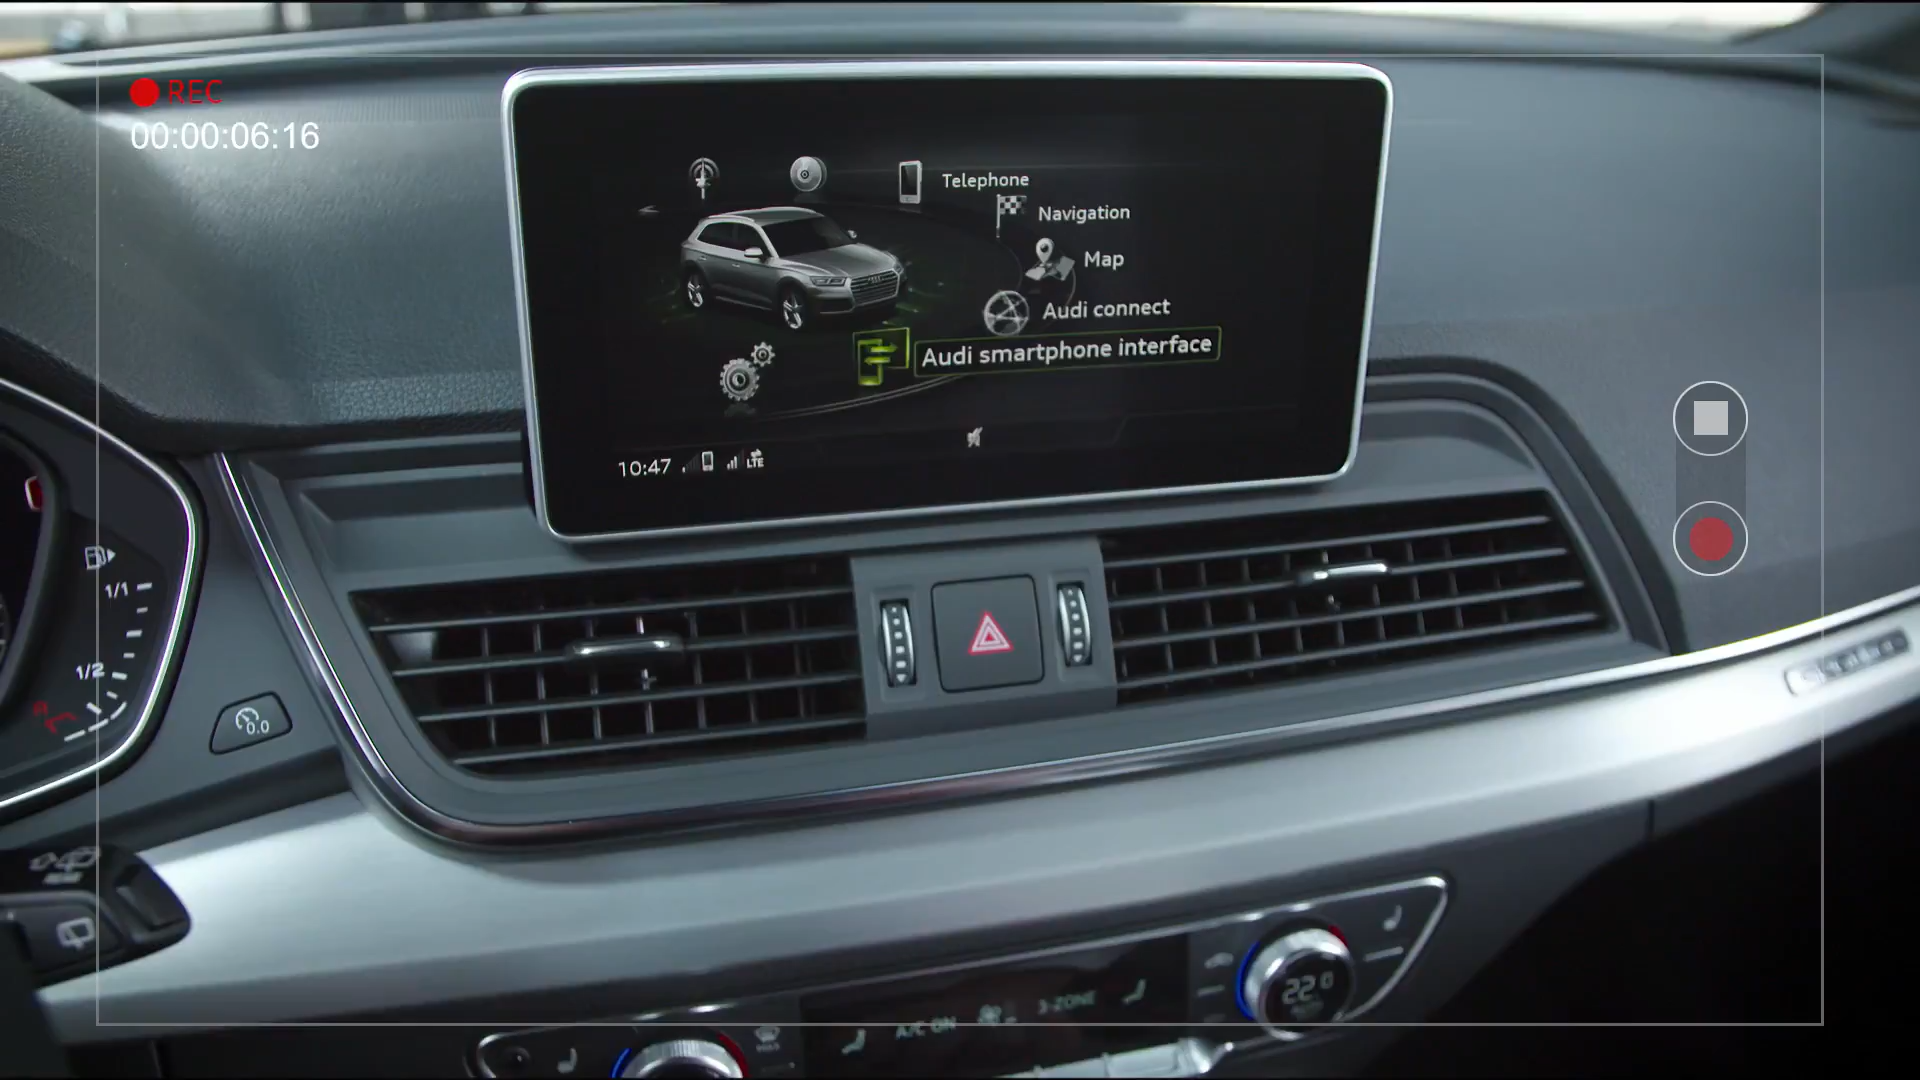 REC
00:00:06:16
Telephone
Navigation
Map
Audi connect
Audi smartphone interface
10:47
LTE
1/1
1/2
0.0
A/C ON
3-ZONE
22.0